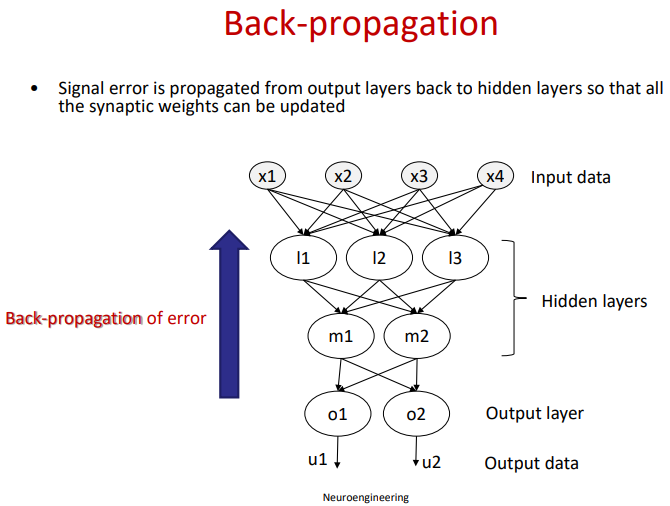 Back-propagation
• Signal error is propagated from output layers back to hidden layers so that all
the synaptic weights can be updated
x1 x2 x3 x4 Input data
l1 l2 l3
Hidden layers
Back-propagation of error
m1 m2
o1 o2 Output layer
u1 u2 Output data
Neuroengineering